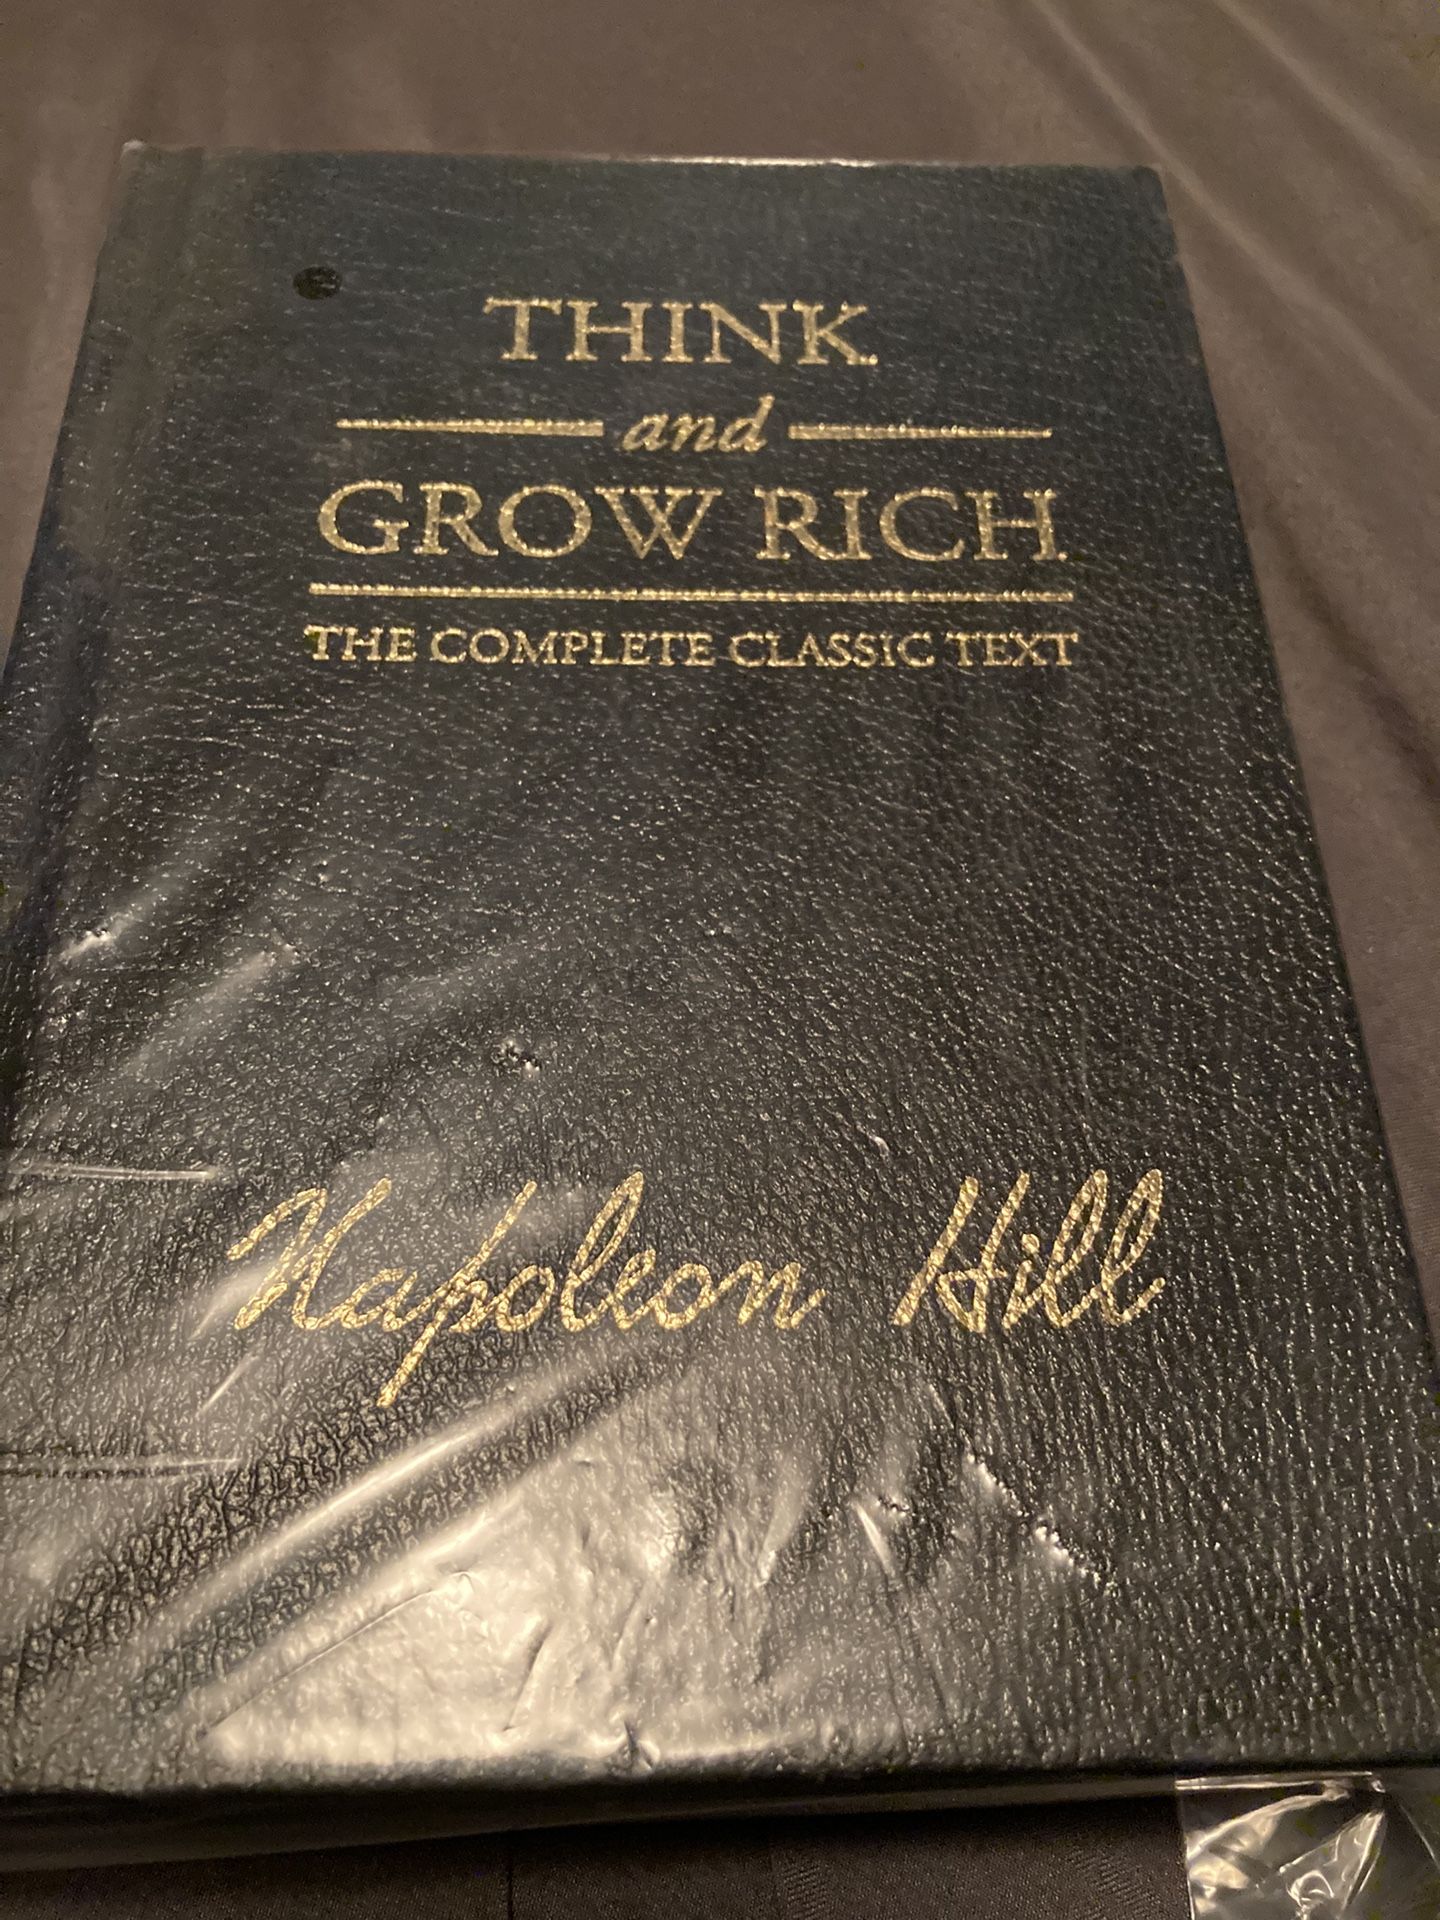 THINK
and
GROW RICH
THE COMPLETE CLASSIC TEXT
Napoleon Hill